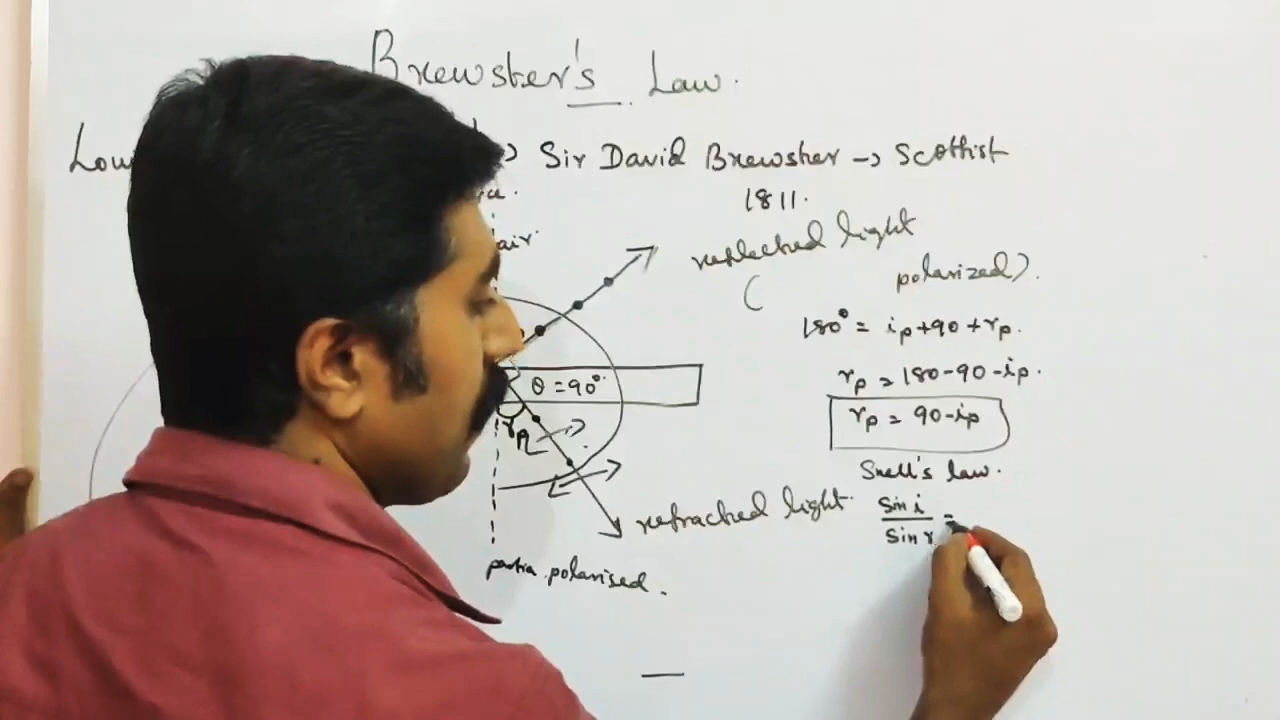 Brewster's Law.
Sir David Brewster → Scottist
1811.
air
reflected light
( polarized).
180° = ip+90+rp.
rp = 180-90-ip.
θ = 90°
rp = 90-ip
rp
Snell's law.
refracted light.
sin i
sin r =
partia. polarised.